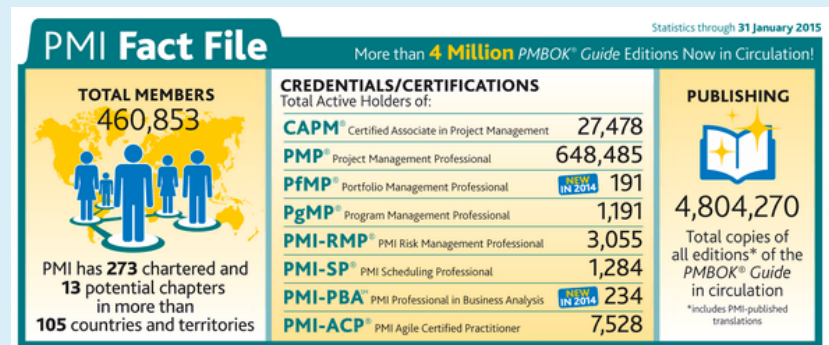 Statistics through 31 January 2015
PMI Fact File
More than 4 Million PMBOK® Guide Editions Now in Circulation!
TOTAL MEMBERS
460,853
PMI has 273 chartered and
13 potential chapters
in more than
105 countries and territories
CREDENTIALS/CERTIFICATIONS
Total Active Holders of:
CAPM® Certified Associate in Project Management 27,478
PMP® Project Management Professional 648,485
PfMP® Portfolio Management Professional NEW IN 2014 191
PgMP® Program Management Professional 1,191
PMI-RMP® PMI Risk Management Professional 3,055
PMI-SP® PMI Scheduling Professional 1,284
PMI-PBA℠ PMI Professional in Business Analysis NEW IN 2014 234
PMI-ACP® PMI Agile Certified Practitioner 7,528
PUBLISHING
4,804,270
Total copies of
all editions* of the
PMBOK® Guide
in circulation
*includes PMI-published
translations